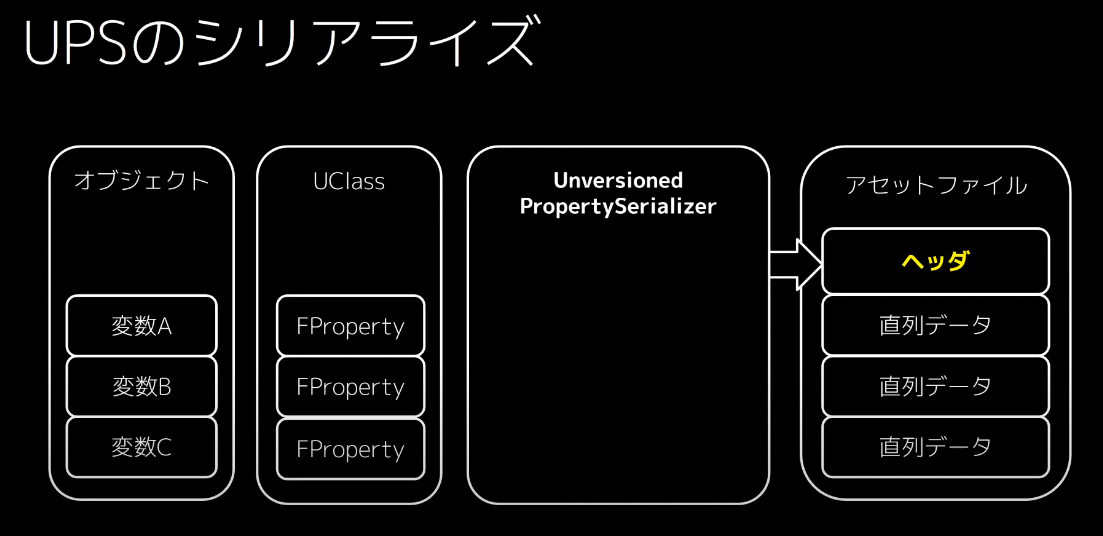 UPSのシリアライズ
オブジェクト
変数A
変数B
変数C
UClass
FProperty
FProperty
FProperty
Unversioned
PropertySerializer
アセットファイル
ヘッダ
直列データ
直列データ
直列データ